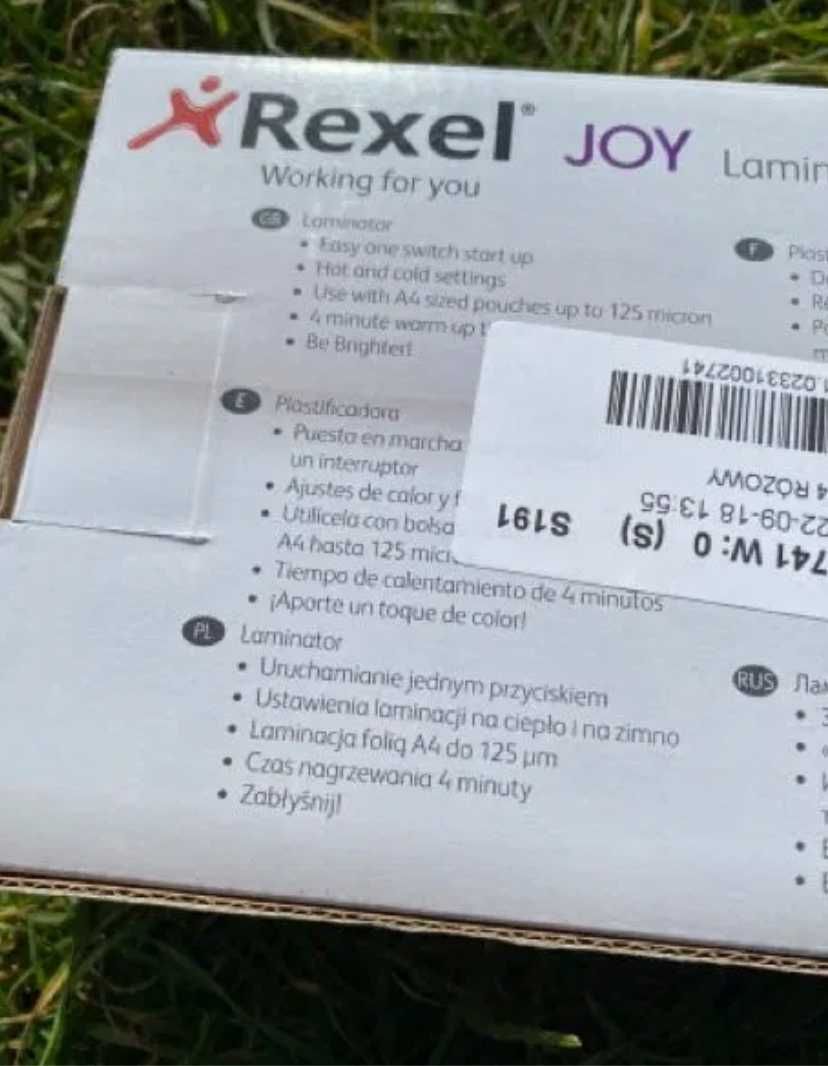 Rexel® JOY
Working for you
GB Laminator
• Easy one switch start up
• Hot and cold settings
• Use with A4 sized pouches up to 125 micron
• 4 minute warm up
• Be Brighter!
F
E Plastificadora
• Puesta en marcha
un interruptor
• Ajustes de calor y
• Utilícela con
A4 hasta 125
• Tiempo de calentamiento de 4 minutos
• ¡Aporte un toque de color!
PL Laminator
• Uruchamianie jednym przyciskiem
• Ustawienia laminacji na ciepło i na zimno
• Laminacja folią A4 do 125 µm
• Czas nagrzewania 4 minuty
• Zabłyśnij!
RUS
741 W: 0 (S) S191
22-09-18 13:55
4 RÓŻOWY
.02331002741